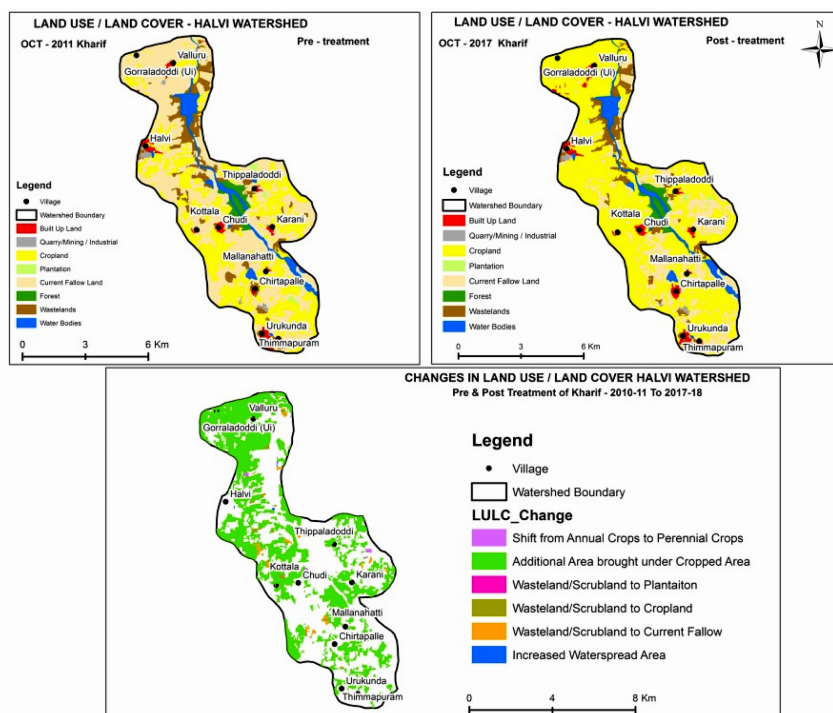 LAND USE / LAND COVER - HALVI WATERSHED
OCT - 2011 Kharif
Pre - treatment
Valluru
Gorraladoddi (Ui)
Halvi
Thippaladoddi
Kottala
Chudi
Karani
Mallanahatti
Chirtapalle
Urukunda
Thimmapuram
Legend
Village
Watershed Boundary
Built Up Land
Quarry/Mining / Industrial
Cropland
Plantation
Current Fallow Land
Forest
Wastelands
Water Bodies
0 3 6 Km
LAND USE / LAND COVER - HALVI WATERSHED
OCT - 2017 Kharif
Post - treatment
N
Valluru
Gorraladoddi (Ui)
Halvi
Thippaladoddi
Kottala
Chudi
Karani
Mallanahatti
Chirtapalle
Urukunda
Thimmapuram
Legend
Village
Watershed Boundary
Built Up Land
Quarry/Mining / Industrial
Cropland
Plantation
Current Fallow Land
Forest
Wastelands
Water Bodies
0 3 6 Km
CHANGES IN LAND USE / LAND COVER HALVI WATERSHED
Pre & Post Treatment of Kharif - 2010-11 To 2017-18
Valluru
Gorraladoddi (Ui)
Halvi
Thippaladoddi
Kottala
Chudi
Karani
Mallanahatti
Chirtapalle
Urukunda
Thimmapuram
Legend
Village
Watershed Boundary
LULC_Change
Shift from Annual Crops to Perennial Crops
Additional Area brought under Cropped Area
Wasteland/Scrubland to Plantaiton
Wasteland/Scrubland to Cropland
Wasteland/Scrubland to Current Fallow
Increased Waterspread Area
0 4 8 Km